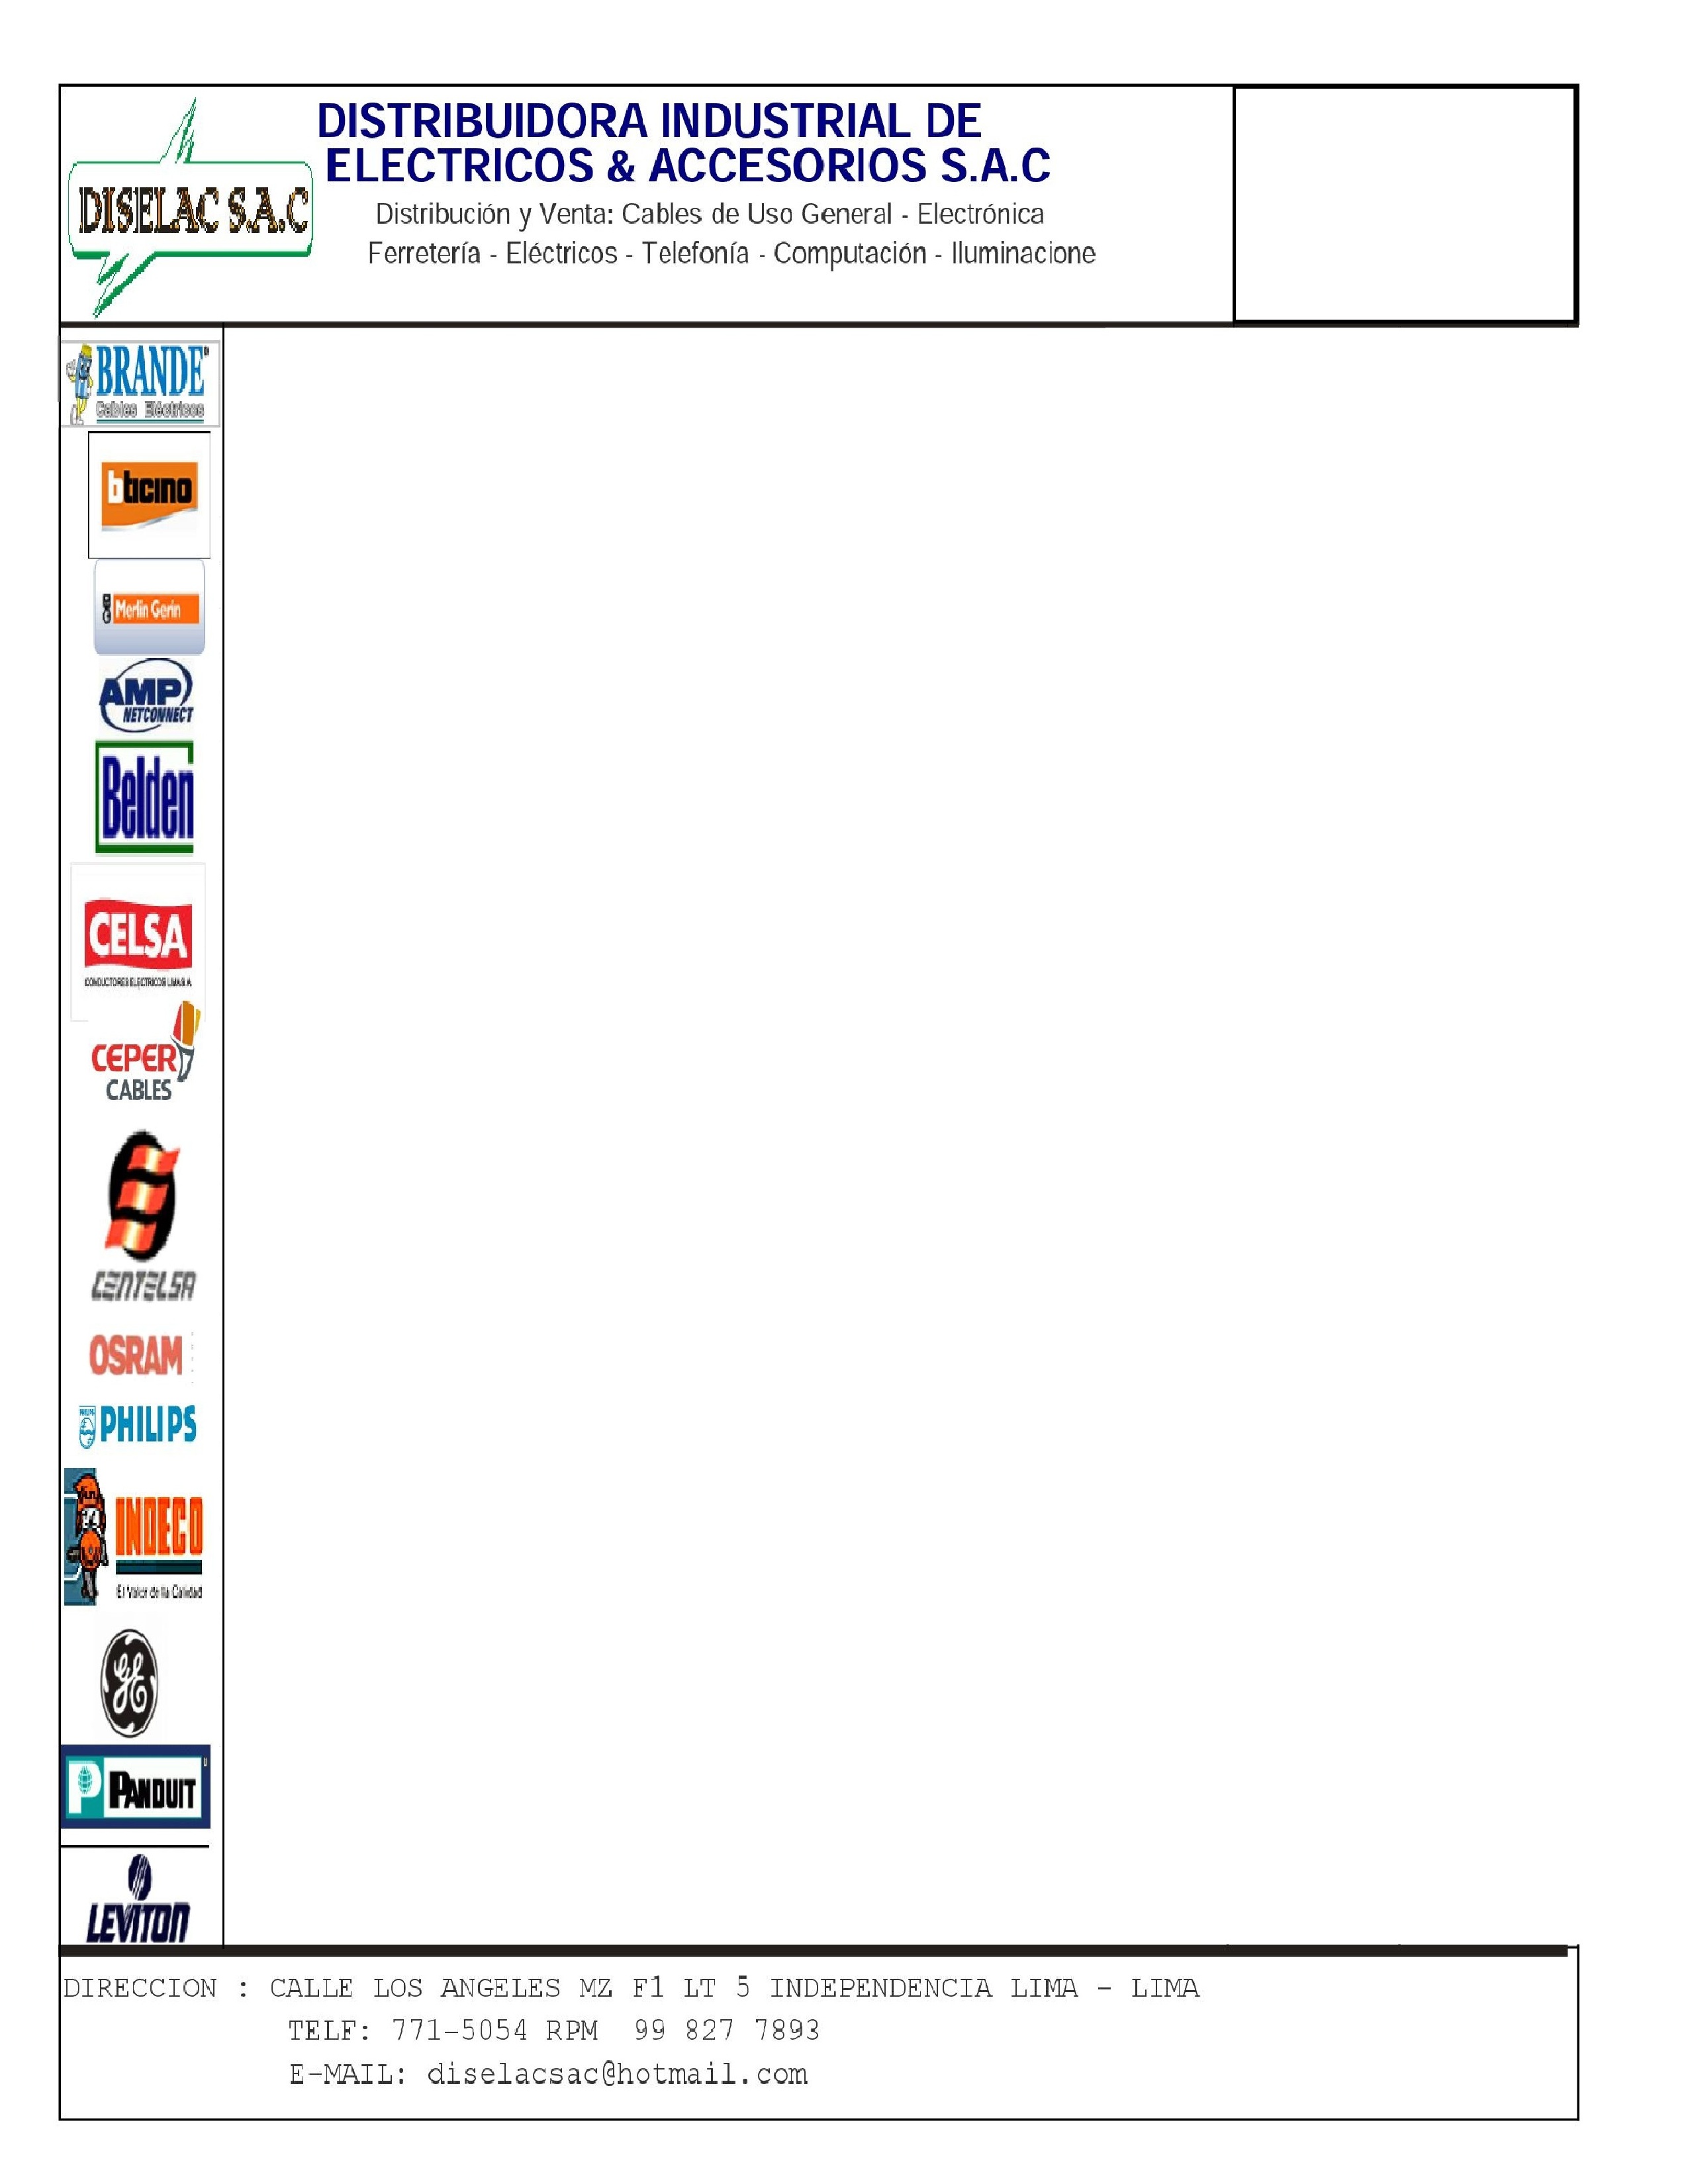 DISELAC S.A.C
DISTRIBUIDORA INDUSTRIAL DE
ELECTRICOS & ACCESORIOS S.A.C
Distribución y Venta: Cables de Uso General - Electrónica
Ferretería - Eléctricos - Telefonía - Computación - Iluminacione
BRANDE
Cables Eléctricos
bticino
Merlin Gerin
AMP
NETCONNECT
Belden
CELSA
CONDUCTORES ELECTRICOS LIMA S.A.
CEPER
CABLES
CENTELSA
OSRAM
PHILIPS
INDECO
El Valor de la Calidad
GE
P PANDUIT
LEVITON
DIRECCION : CALLE LOS ANGELES MZ F1 LT 5 INDEPENDENCIA LIMA - LIMA
TELF: 771-5054 RPM 99 827 7893
E-MAIL: diselacsac@hotmail.com